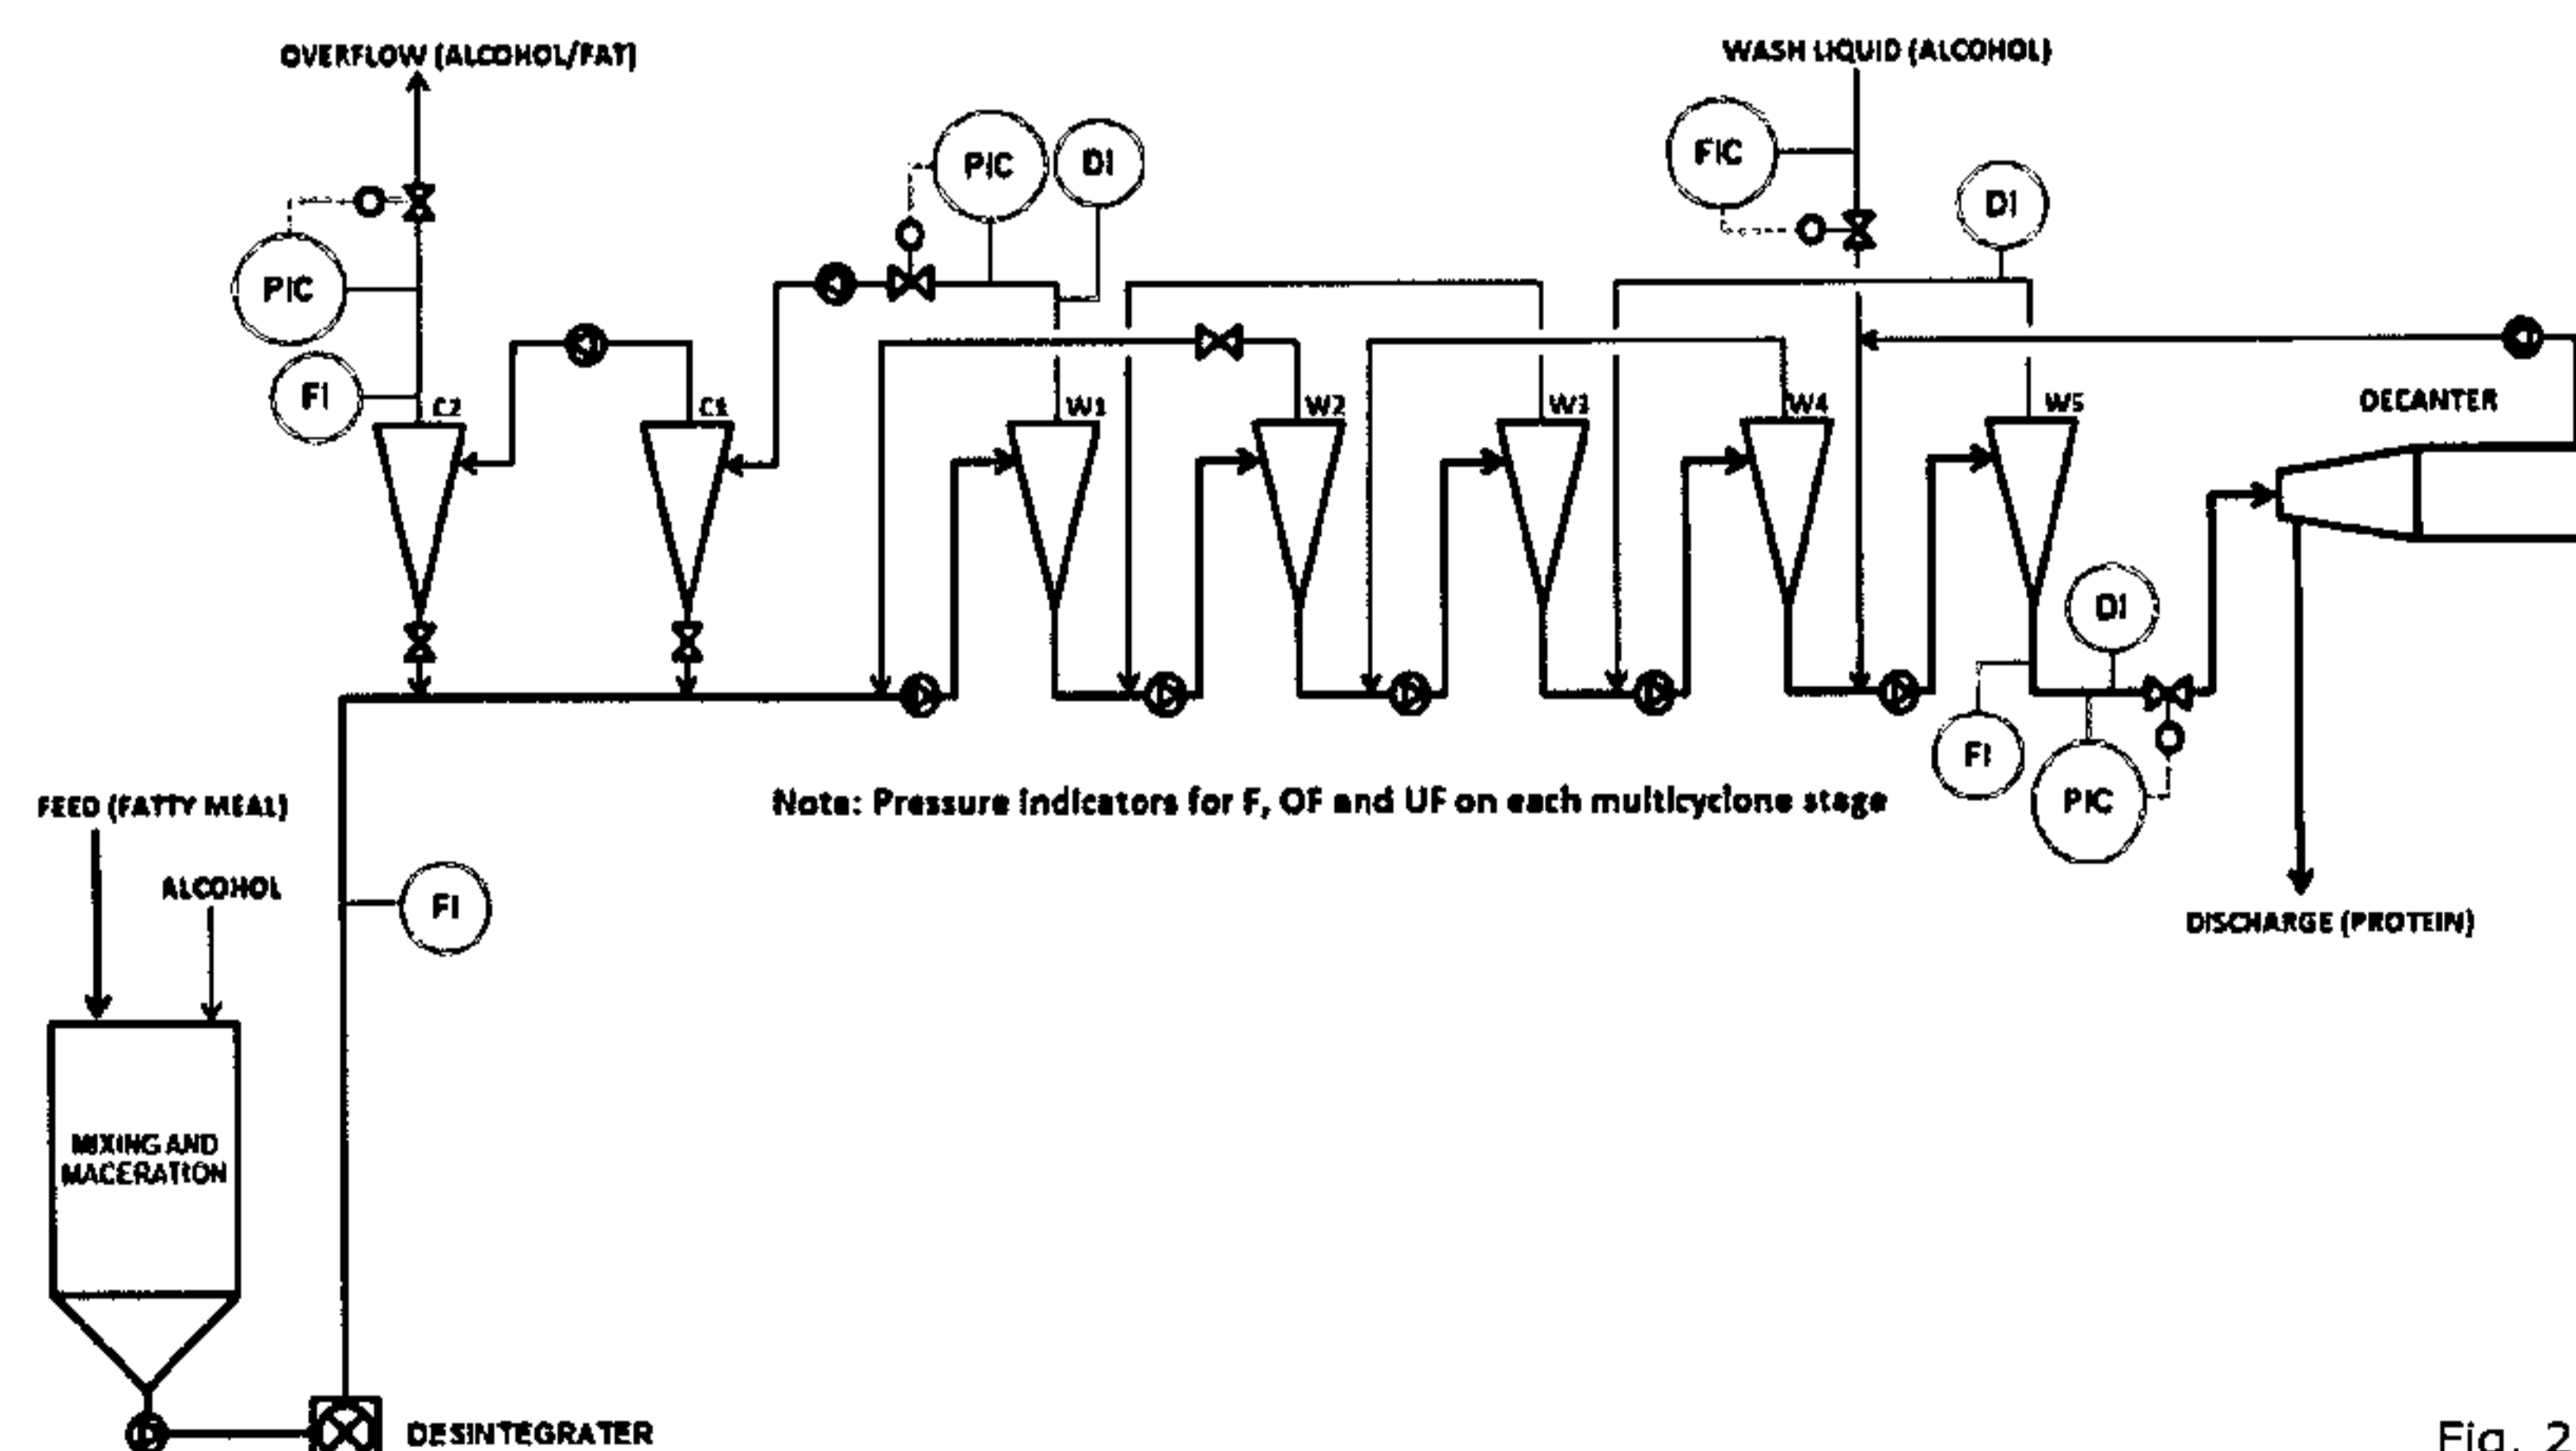 OVERFLOW (ALCOHOL/FAT)
WASH LIQUID (ALCOHOL)
PIC
DI
FIC
DI
PIC
FI
C2
C1
W1
W2
W3
W4
W5
DECANTER
DI
FI
PIC
Note: Pressure indicators for F, OF and UF on each multicyclone stage
FEED (FATTY MEAL)
ALCOHOL
FI
DISCHARGE (PROTEIN)
MIXING AND
MACERATION
DESINTEGRATER
Fig. 2